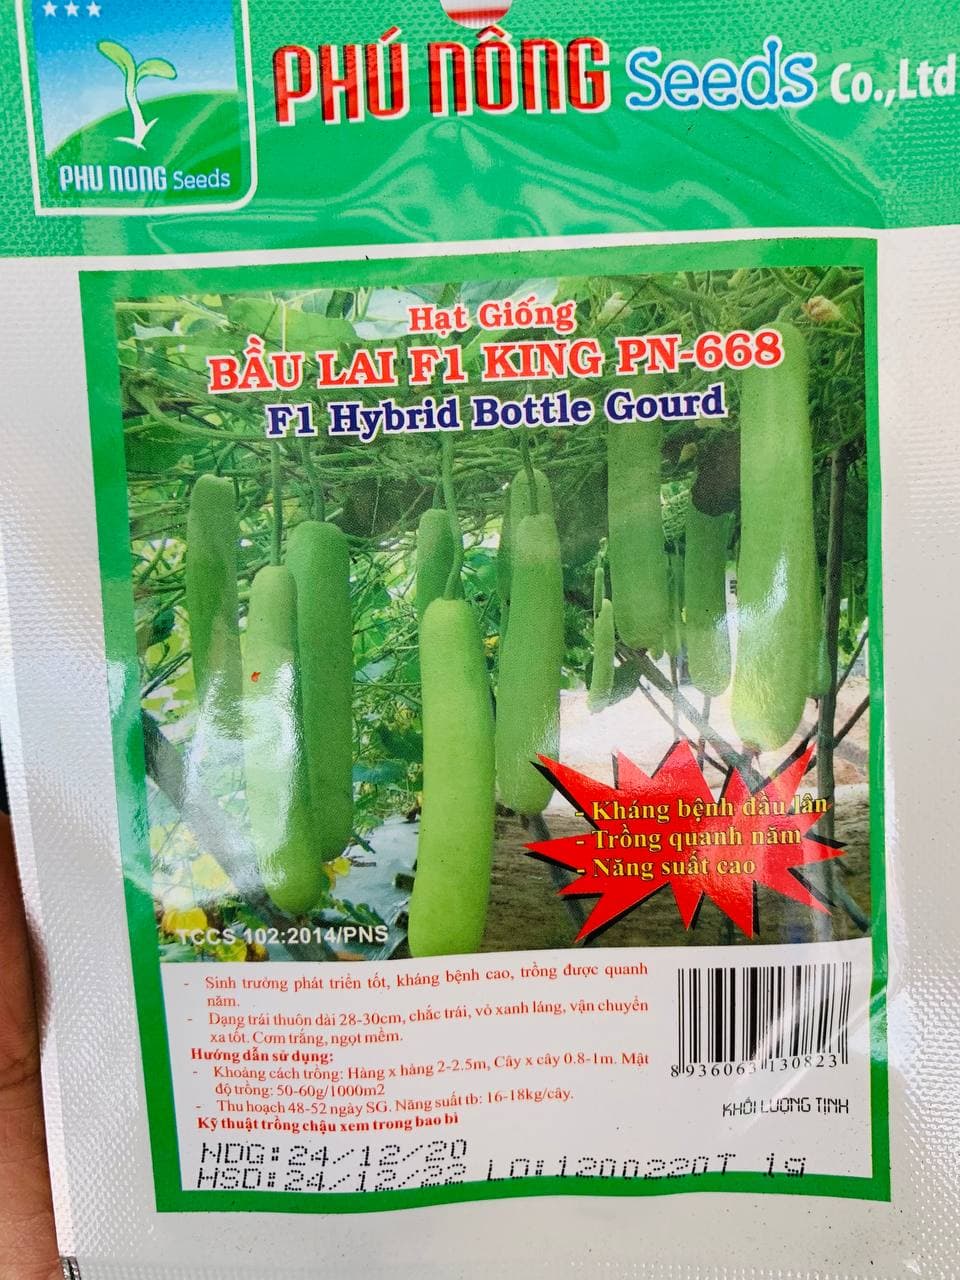 PHÚ NÔNG Seeds Co.,Ltd
PHU NONG Seeds
Hạt Giống
BẦU LAI F1 KING PN-668
F1 Hybrid Bottle Gourd
- Kháng bệnh đầu lân
- Trồng quanh năm
- Năng suất cao
TCCS 102:2014/PNS
- Sinh trưởng phát triển tốt, kháng bệnh cao, trồng được quanh
năm.
- Dạng trái thuôn dài 28-30cm, chắc trái, vỏ xanh láng, vận chuyển
xa tốt. Cơm trắng, ngọt mềm.
Hướng dẫn sử dụng:
- Khoảng cách trồng: Hàng x hàng 2-2.5m, Cây x cây 0.8-1m. Mật
độ trồng: 50-60g/1000m2
- Thu hoạch 48-52 ngày SG. Năng suất tb: 16-18kg/cây.
Kỹ thuật trồng chậu xem trong bao bì
8 936063 130823
KHỐI LƯỢNG TỊNH
NDG:24/12/20
HSD:24/12/22 LO:1200220T 1g